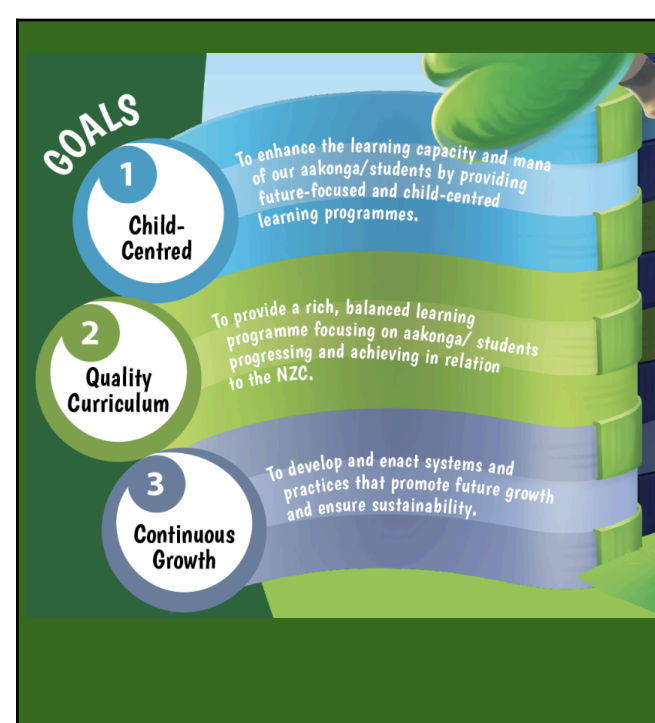 GOALS
1
Child-
Centred
To enhance the learning capacity and mana
of our aakonga/students by providing
future-focused and child-centred
learning programmes.
2
Quality
Curriculum
To provide a rich, balanced learning
programme focusing on aakonga/ students
progressing and achieving in relation
to the NZC.
3
Continuous
Growth
To develop and enact systems and
practices that promote future growth
and ensure sustainability.